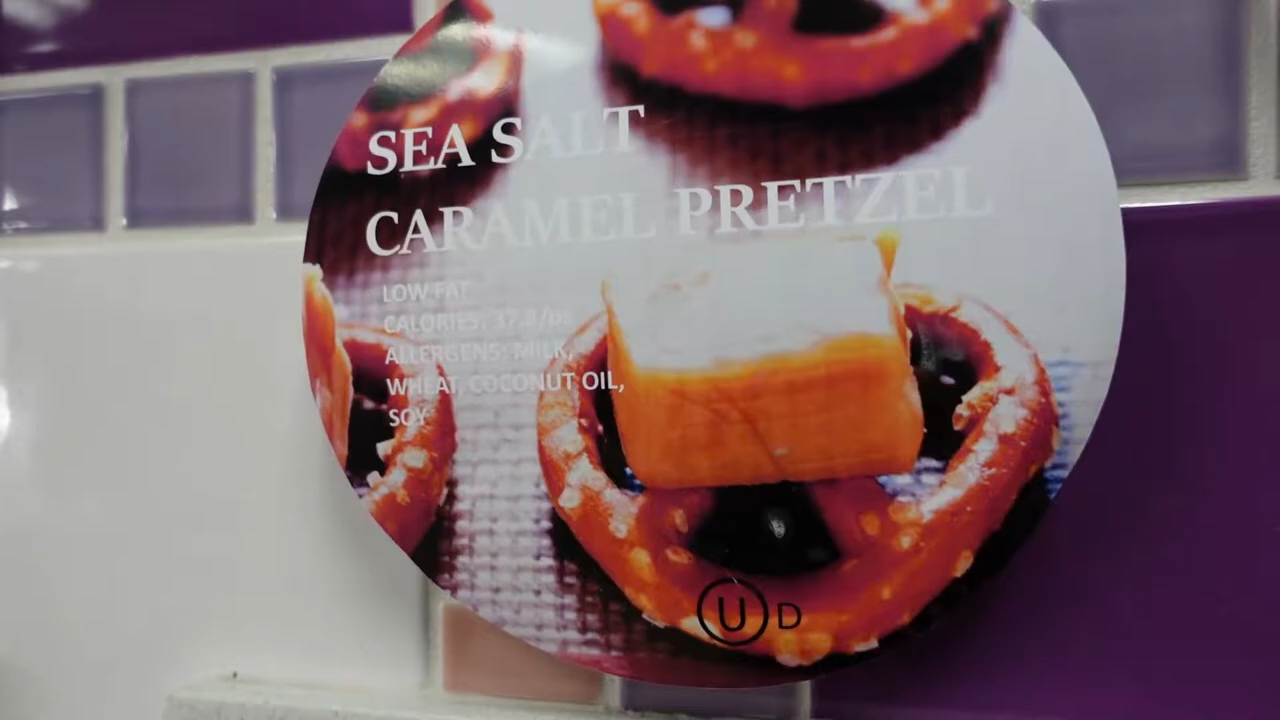 SEA SALT
CARAMEL PRETZEL
LOW FAT
CALORIES:
ALLERGENS: MILK,
WHEAT, COCONUT OIL,
SOY
U D